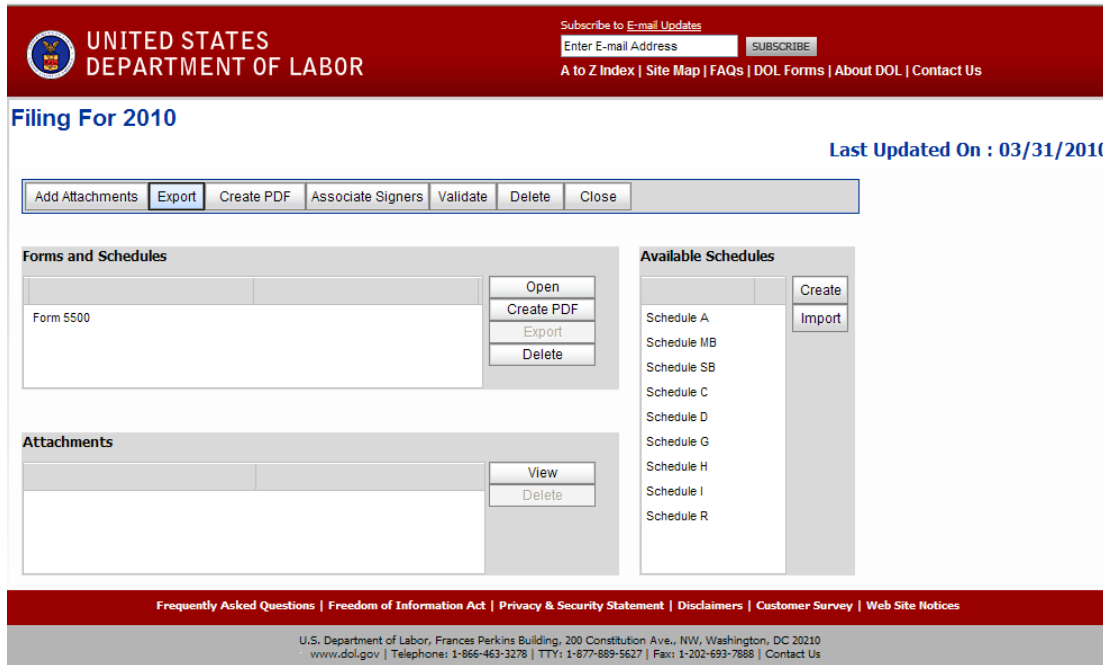 UNITED STATES
DEPARTMENT OF LABOR
Subscribe to E-mail Updates
Enter E-mail Address SUBSCRIBE
A to Z Index | Site Map | FAQs | DOL Forms | About DOL | Contact Us
Filing For 2010
Last Updated On : 03/31/2010
Add Attachments Export Create PDF Associate Signers Validate Delete Close
Forms and Schedules
Form 5500
Open
Create PDF
Export
Delete
Available Schedules
Schedule A
Schedule MB
Schedule SB
Schedule C
Schedule D
Schedule G
Schedule H
Schedule I
Schedule R
Create
Import
Attachments
View
Delete
Frequently Asked Questions | Freedom of Information Act | Privacy & Security Statement | Disclaimers | Customer Survey | Web Site Notices
U.S. Department of Labor, Frances Perkins Building, 200 Constitution Ave., NW, Washington, DC 20210
www.dol.gov | Telephone: 1-866-463-3278 | TTY: 1-877-889-5627 | Fax: 1-202-693-7888 | Contact Us